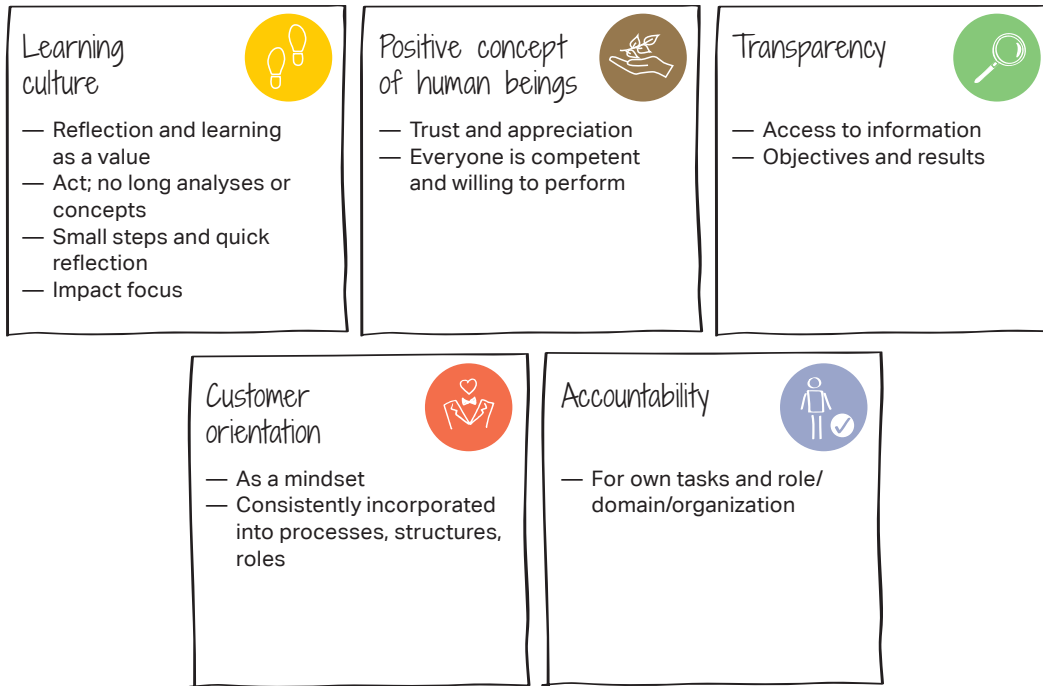 Learning
culture
— Reflection and learning
as a value
— Act; no long analyses or
concepts
— Small steps and quick
reflection
— Impact focus
Positive concept
of human beings
— Trust and appreciation
— Everyone is competent
and willing to perform
Transparency
— Access to information
— Objectives and results
Customer
orientation
— As a mindset
— Consistently incorporated
into processes, structures,
roles
Accountability
— For own tasks and role/
domain/organization